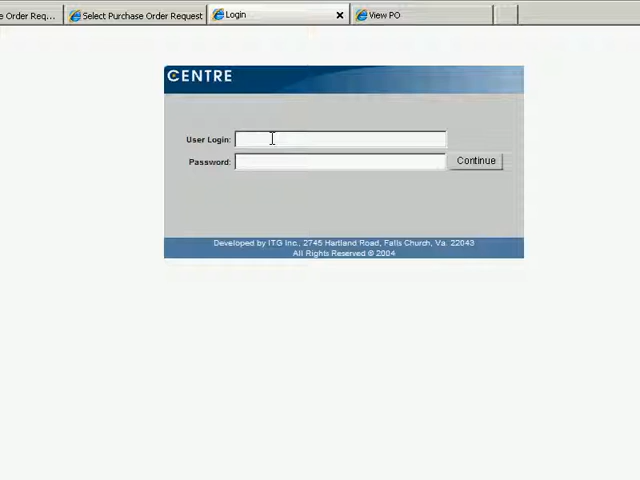 e Order Req... Select Purchase Order Request Login View PO
CENTRE
User Login:
Password: Continue
Developed by ITG Inc., 2745 Hartland Road, Falls Church, Va. 22043
All Rights Reserved © 2004